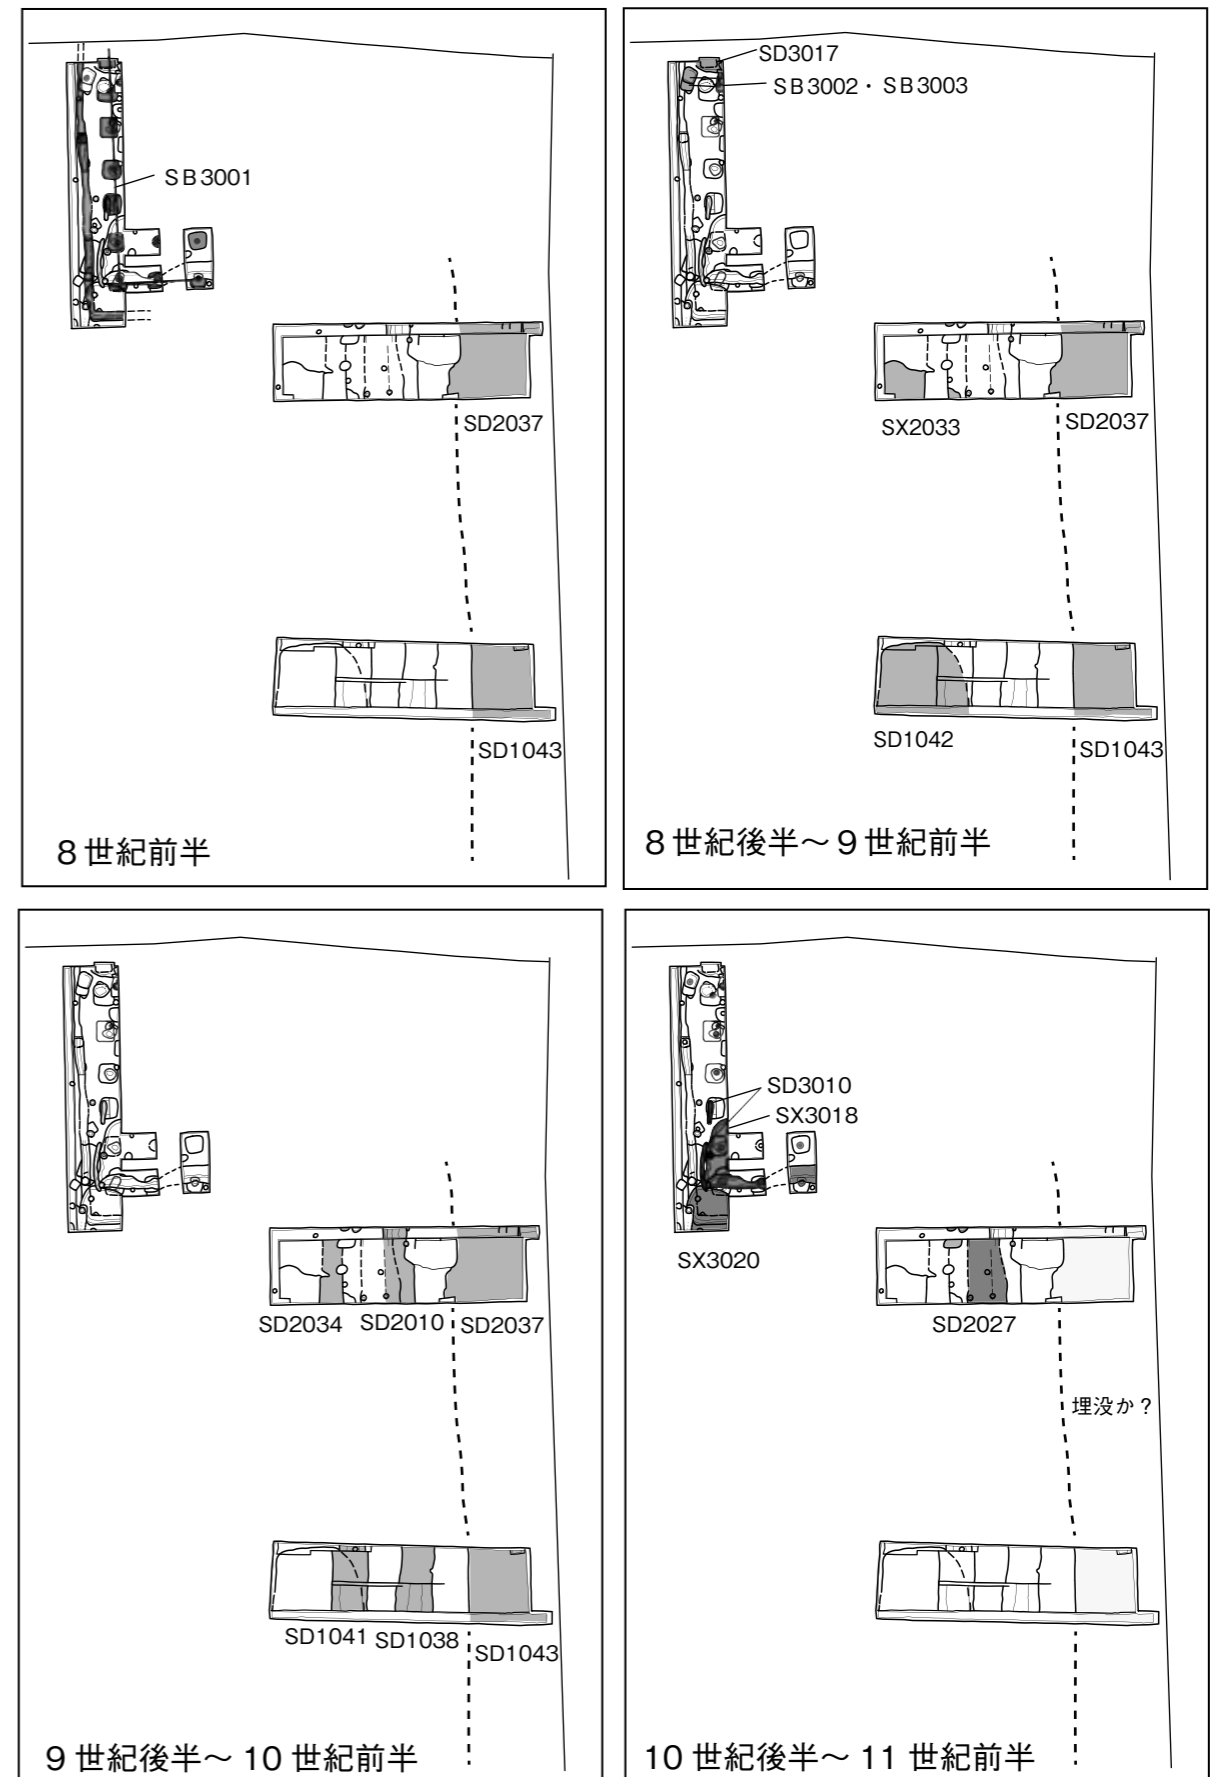 SB3001
SD2037
SD1043
8世紀前半
SD3017
SB3002・SB3003
SX2033
SD2037
SD1042
SD1043
8世紀後半～9世紀前半
SD2034
SD2010
SD2037
SD1041
SD1038
SD1043
9世紀後半～10世紀前半
SD3010
SX3018
SX3020
SD2027
埋没か？
10世紀後半～11世紀前半